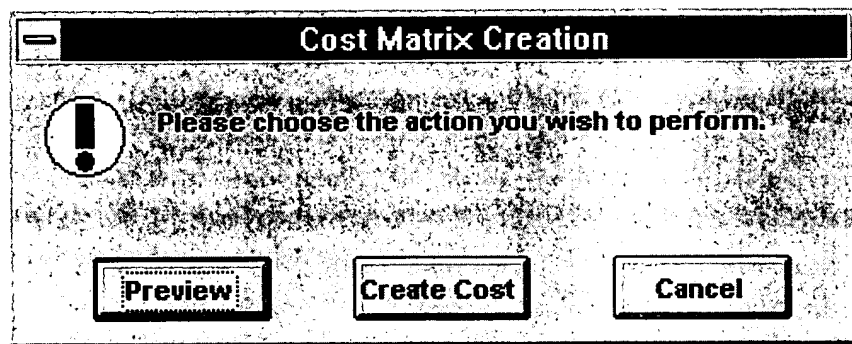 Cost Matrix Creation
Please choose the action you wish to perform.
Preview Create Cost Cancel